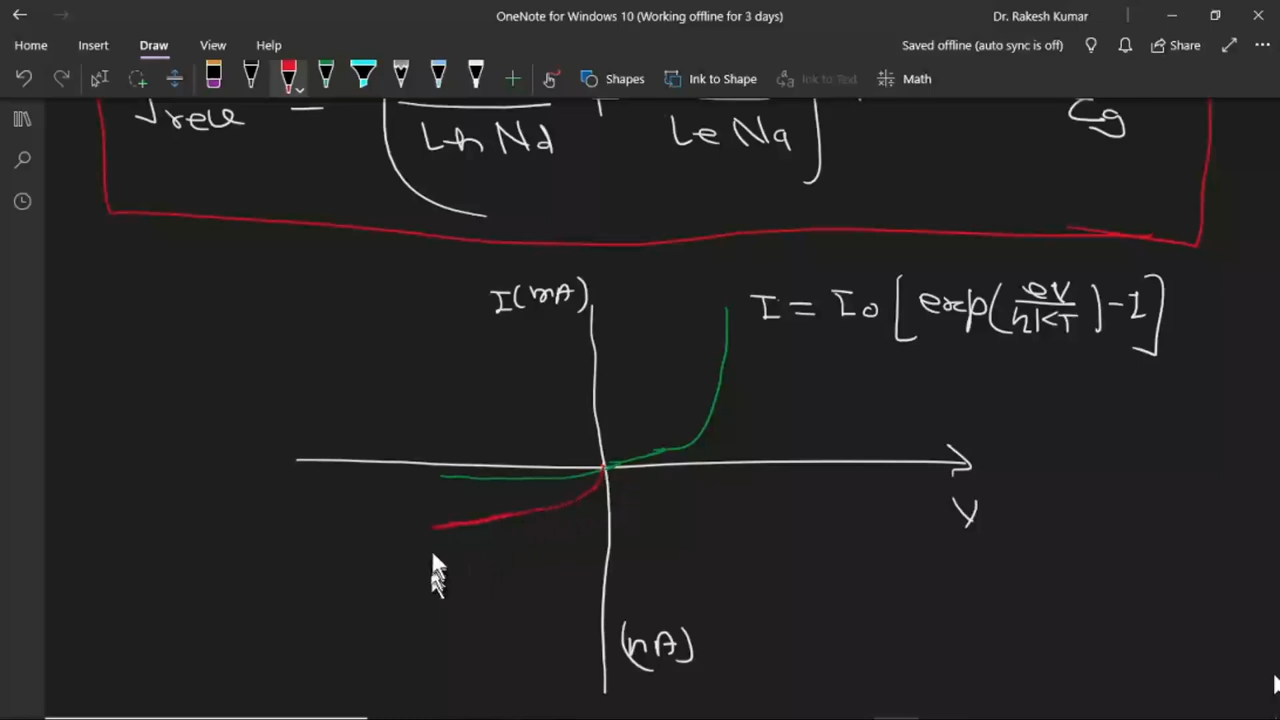 OneNote for Windows 10 (Working offline for 3 days)
Dr. Rakesh Kumar
Home Insert Draw View Help
Saved offline (auto sync is off) Share
Shapes Ink to Shape Ink to Text Math
=
Lh Nd + Le Na
I(mA)
I = I0 [exp(eV/ηKT) - 1]
V
(nA)